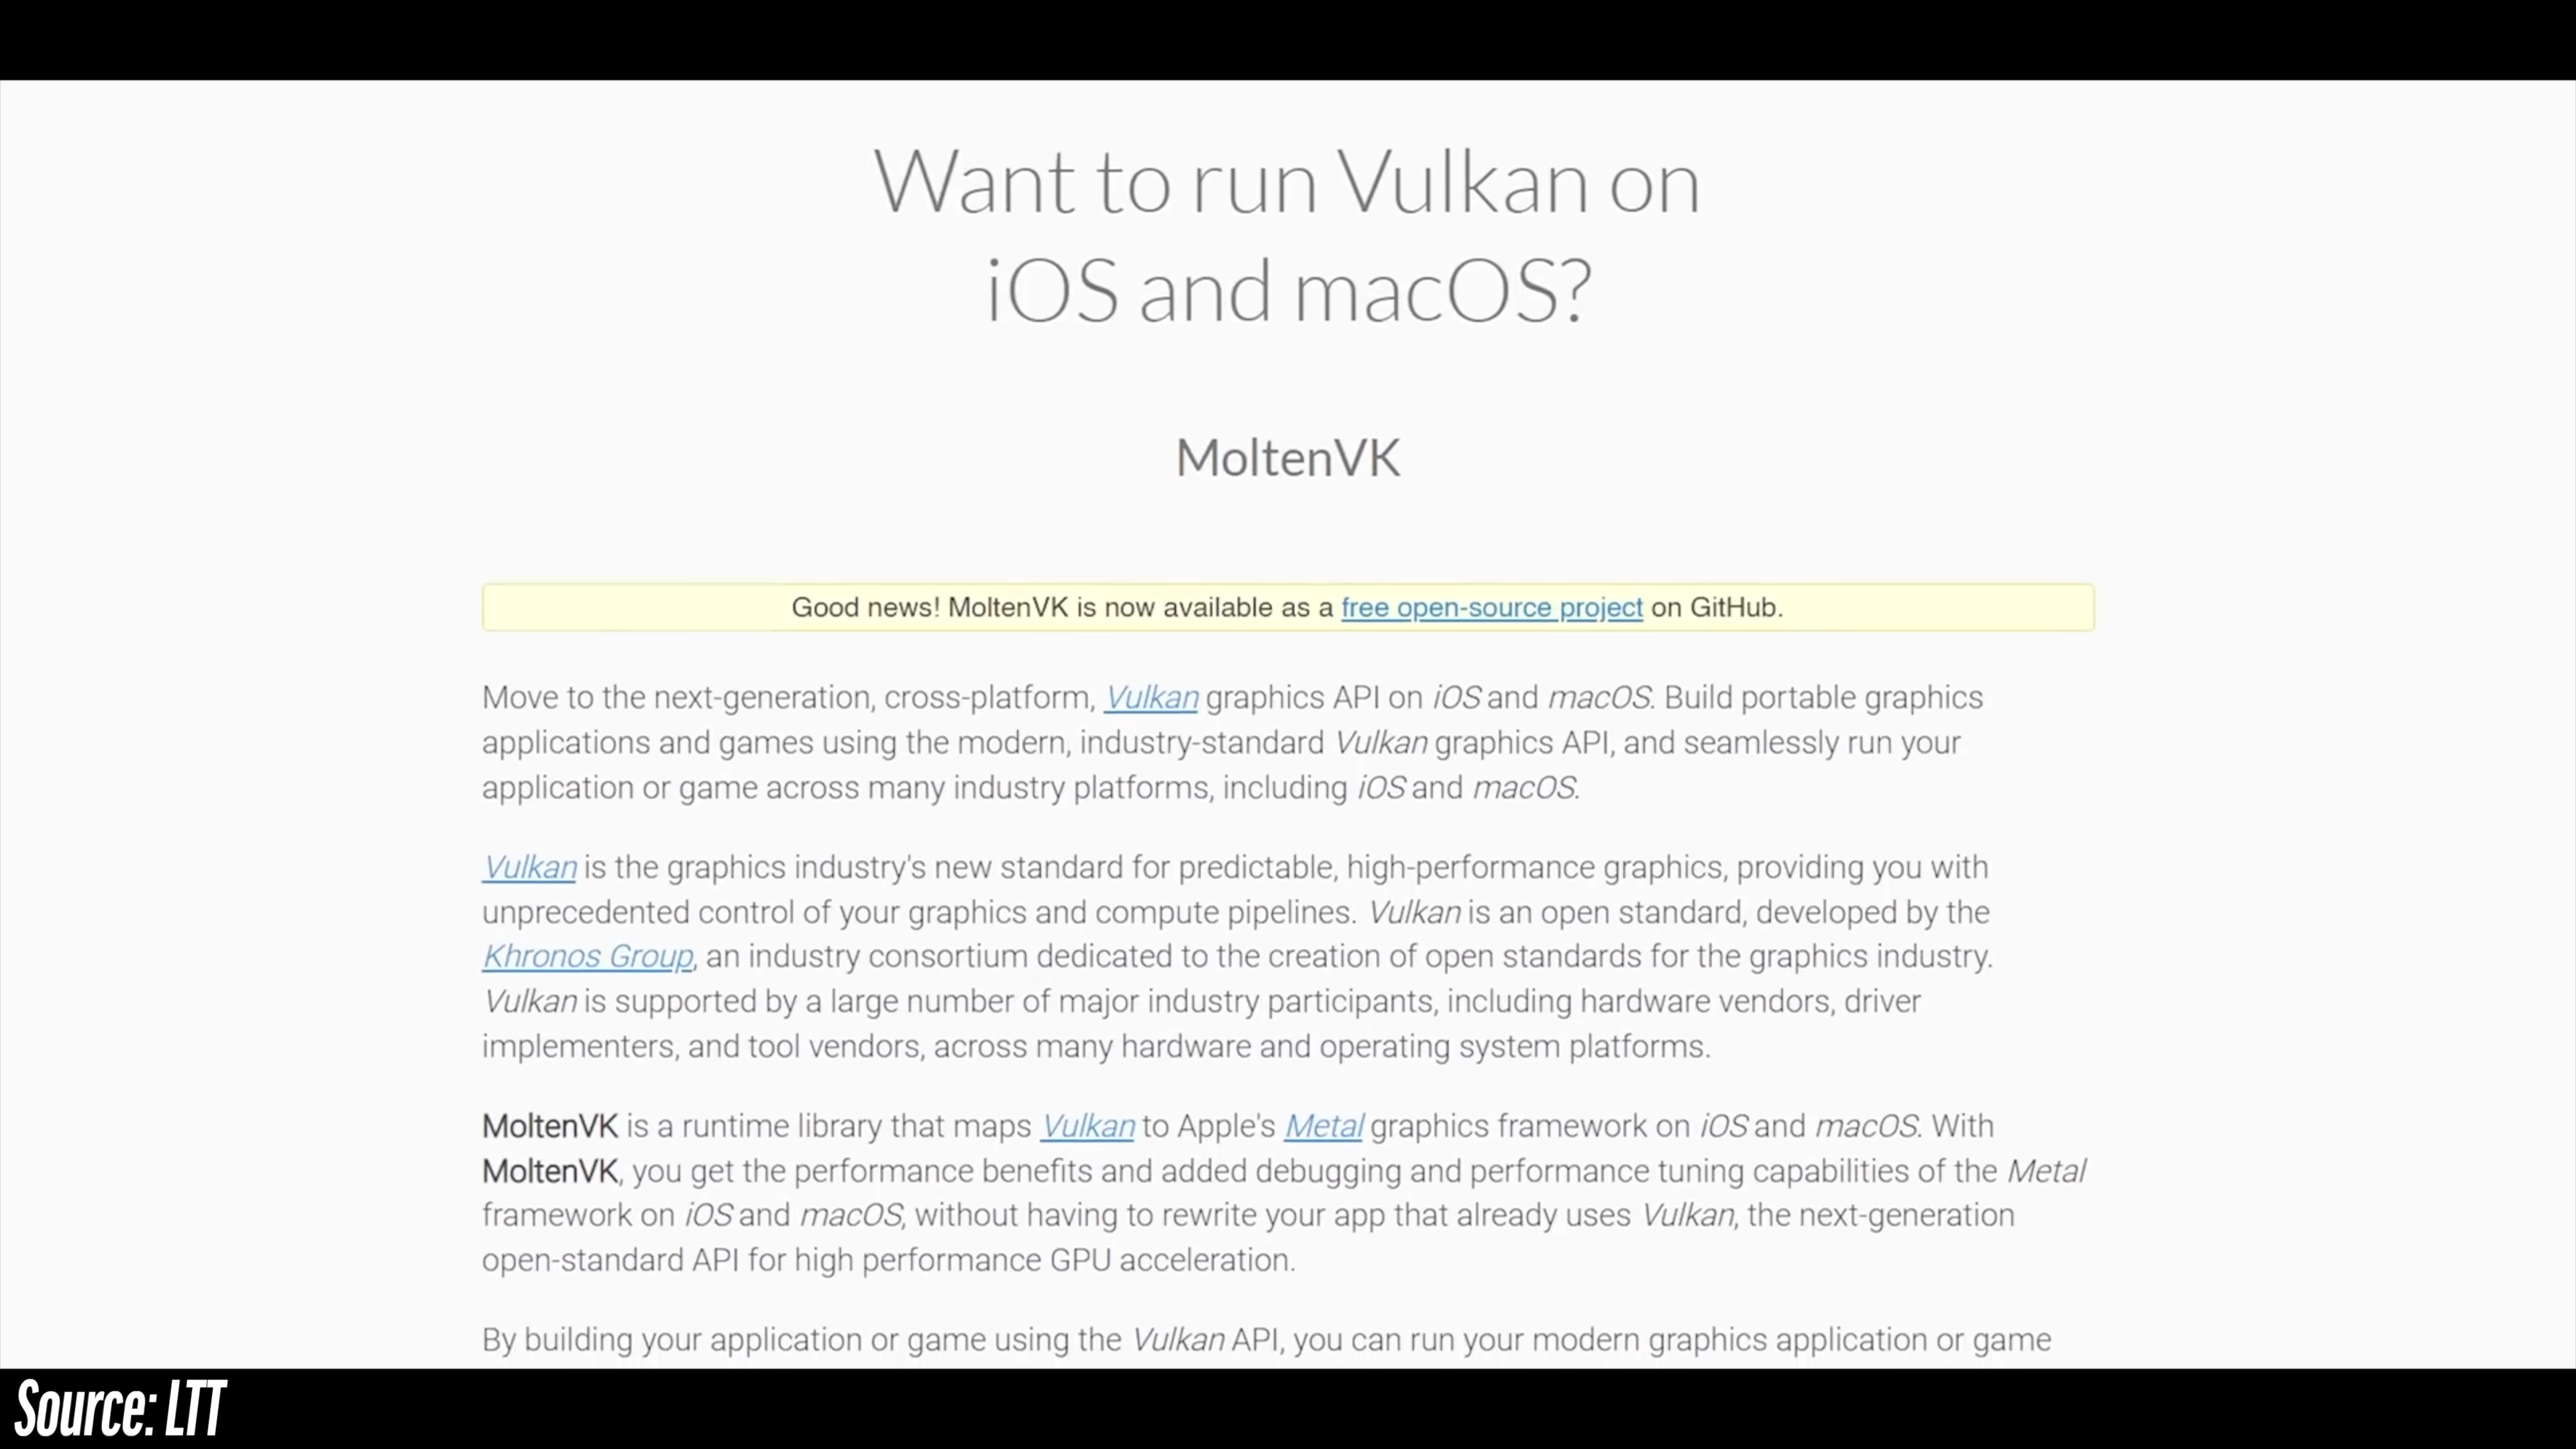 Want to run Vulkan on
iOS and macOS?
MoltenVK
Good news! MoltenVK is now available as a free open-source project on GitHub.
Move to the next-generation, cross-platform, Vulkan graphics API on iOS and macOS. Build portable graphics
applications and games using the modern, industry-standard Vulkan graphics API, and seamlessly run your
application or game across many industry platforms, including iOS and macOS.
Vulkan is the graphics industry's new standard for predictable, high-performance graphics, providing you with
unprecedented control of your graphics and compute pipelines. Vulkan is an open standard, developed by the
Khronos Group, an industry consortium dedicated to the creation of open standards for the graphics industry.
Vulkan is supported by a large number of major industry participants, including hardware vendors, driver
implementers, and tool vendors, across many hardware and operating system platforms.
MoltenVK is a runtime library that maps Vulkan to Apple's Metal graphics framework on iOS and macOS. With
MoltenVK, you get the performance benefits and added debugging and performance tuning capabilities of the Metal
framework on iOS and macOS, without having to rewrite your app that already uses Vulkan, the next-generation
open-standard API for high performance GPU acceleration.
By building your application or game using the Vulkan API, you can run your modern graphics application or game
Source: LTT